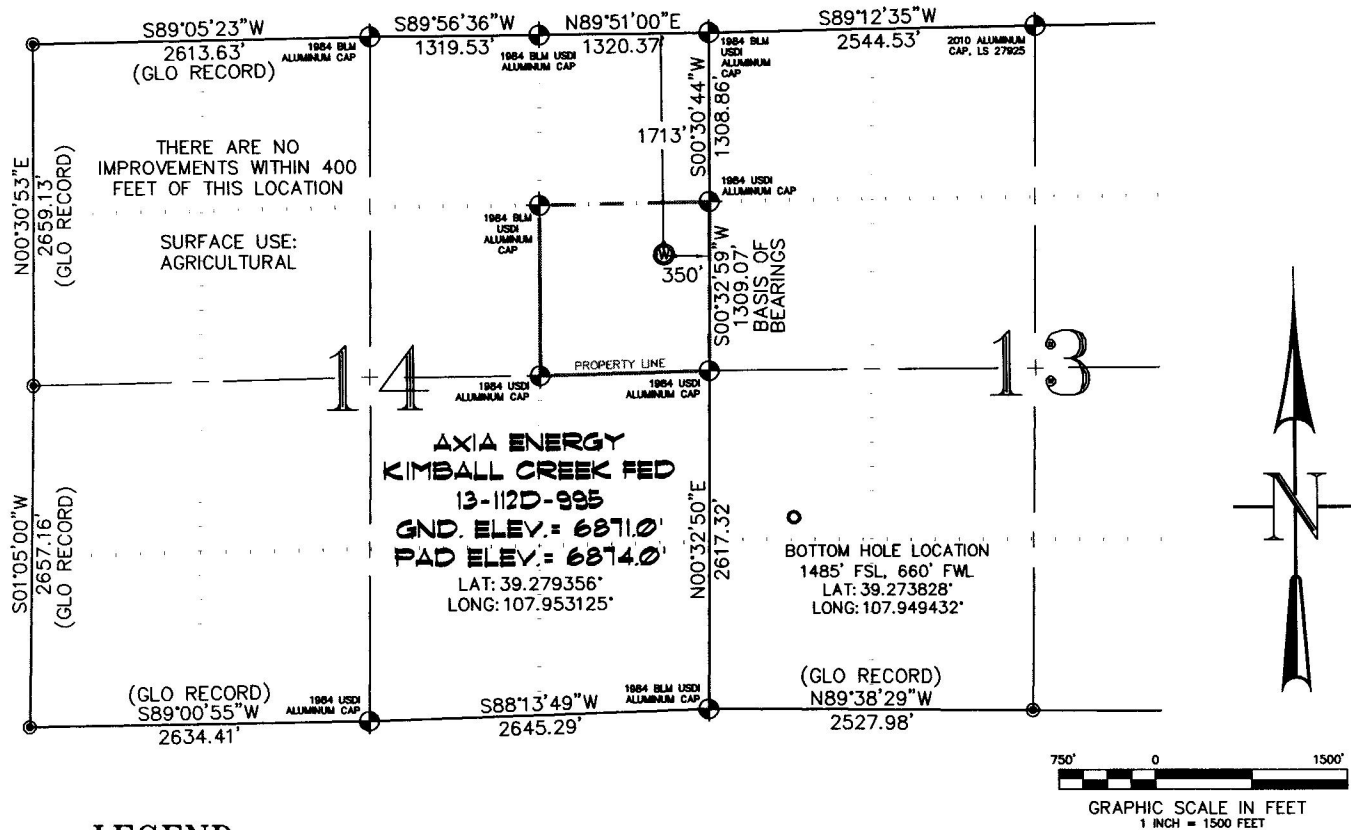 S89°05'23"W
2613.63'
(GLO RECORD)
1984 BLM
ALUMINUM CAP
S89°56'36"W
1319.53'
1984 BLM USDI
ALUMINUM CAP
N89°51'00"E
1320.37'
1984 BLM
USDI
ALUMINUM
CAP
S89°12'35"W
2544.53'
2010 ALUMINUM
CAP, LS 27925
N00°30'53"E
2659.13'
(GLO RECORD)
THERE ARE NO
IMPROVEMENTS WITHIN 400
FEET OF THIS LOCATION
SURFACE USE:
AGRICULTURAL
1713'
S00°30'44"W
1308.86'
1984 USDI
ALUMINUM CAP
1984 BLM
USDI
ALUMINUM
CAP
W
350'
S00°32'59"W
1309.07'
BASIS OF
BEARINGS
14
PROPERTY LINE
13
1984 USDI
ALUMINUM CAP
1984 USDI
ALUMINUM CAP
AXIA ENERGY
KIMBALL CREEK FED
13-112D-995
GND. ELEV.= 6871.0'
PAD ELEV.= 6874.0'
LAT: 39.279356°
LONG: 107.953125°
N00°32'50"E
2617.32'
BOTTOM HOLE LOCATION
1485' FSL, 660' FWL
LAT: 39.273828°
LONG: 107.949432°
N
S01°05'00"W
2657.16'
(GLO RECORD)
(GLO RECORD)
S89°00'55"W
2634.41'
1984 USDI
ALUMINUM CAP
S88°13'49"W
2645.29'
1984 BLM USDI
ALUMINUM CAP
(GLO RECORD)
N89°38'29"W
2527.98'
750' 0 1500'
GRAPHIC SCALE IN FEET
1 INCH = 1500 FEET
LEGEND